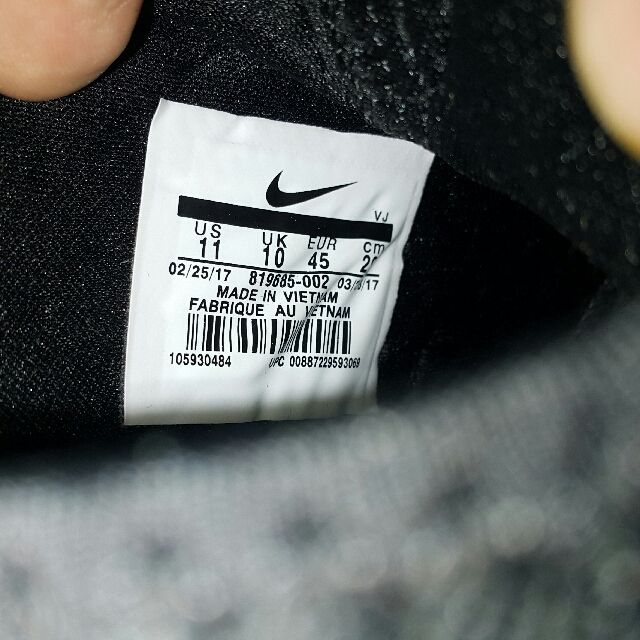 VJ
US UK EUR cm
11 10 45
02/25/17 819685-002
MADE IN VIETNAM
FABRIQUE AU VIETNAM
105930484 UPC 00887229593069